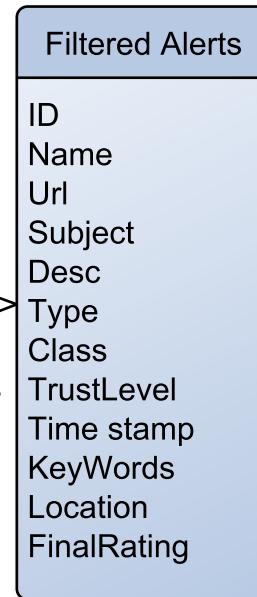 Filtered Alerts
ID
Name
Url
Subject
Desc
Type
Class
TrustLevel
Time stamp
KeyWords
Location
FinalRating